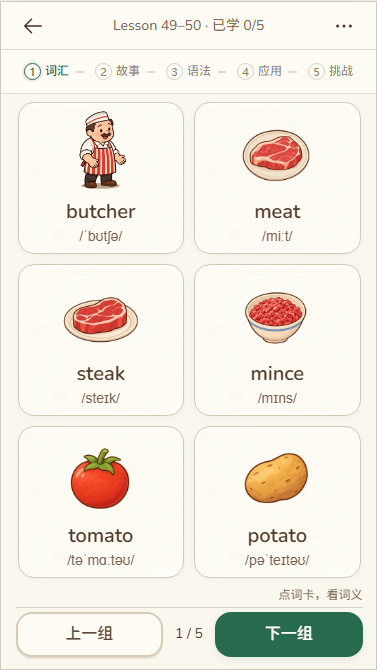 Lesson 49–50 · 已学 0/5
1 词汇 2 故事 3 语法 4 应用 5 挑战
butcher meat
/ˈbʊtʃə/ /miːt/
steak mince
/steɪk/ /mɪns/
tomato potato
/təˈmɑːtəʊ/ /pəˈteɪtəʊ/
点词卡，看词义
上一组 1 / 5 下一组